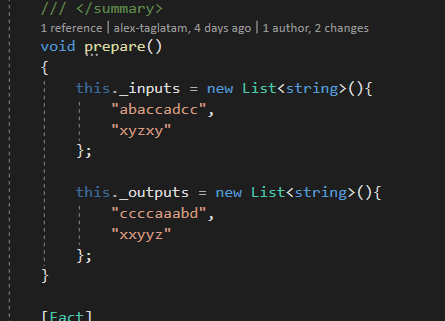 /// </summary>
1 reference | alex-taglatam, 4 days ago | 1 author, 2 changes
void prepare()
{
this._inputs = new List<string>(){
"abaccadcc",
"xyzxy"
};
this._outputs = new List<string>(){
"ccccaaabd",
"xxyyz"
};
}
[Fact]